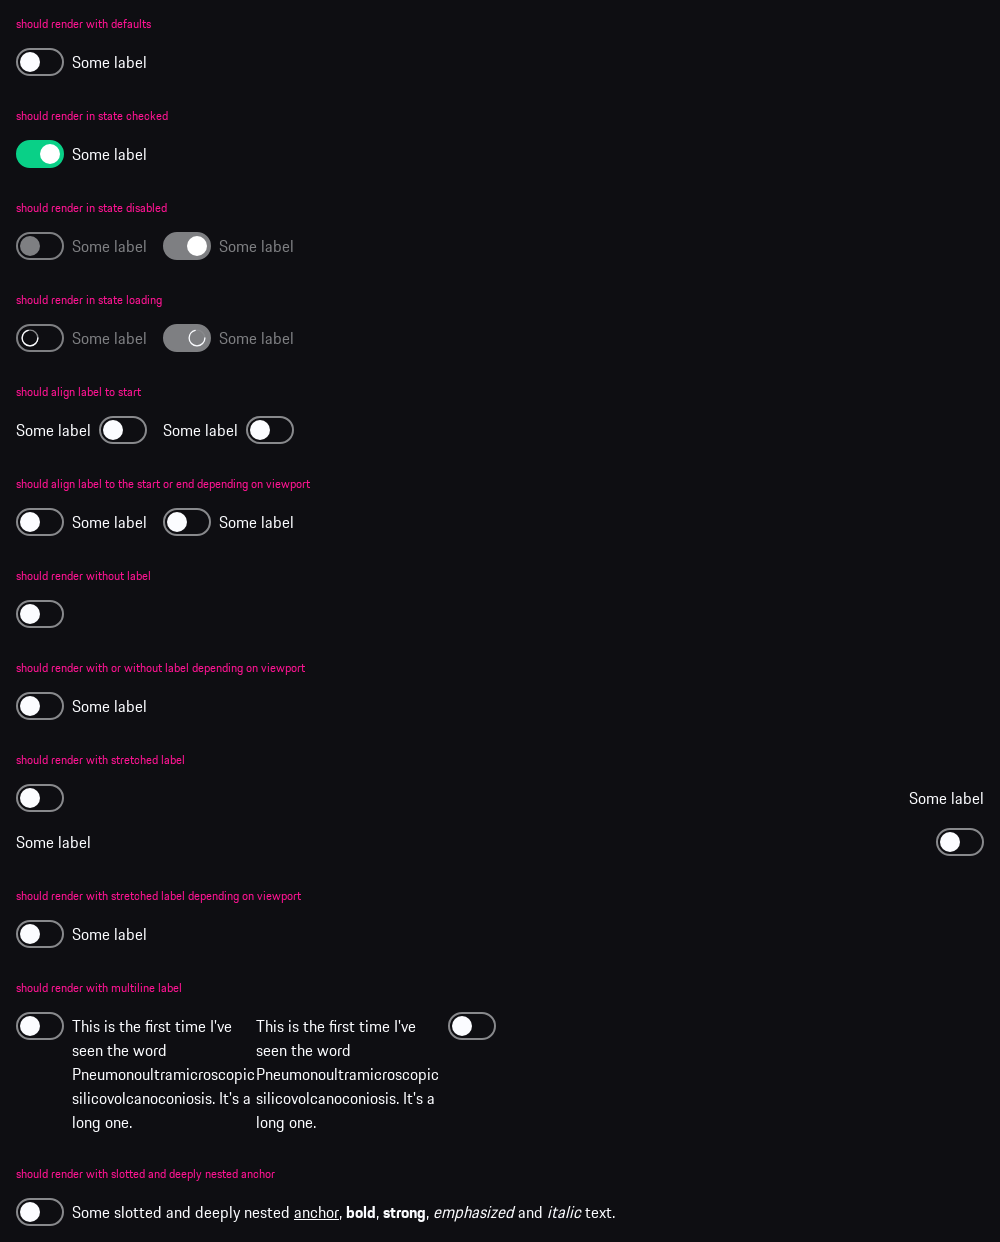 should render with defaults
Some label
should render in state checked
Some label
should render in state disabled
Some label Some label
should render in state loading
Some label Some label
should align label to start
Some label Some label
should align label to the start or end depending on viewport
Some label Some label
should render without label
should render with or without label depending on viewport
Some label
should render with stretched label
Some label
Some label
should render with stretched label depending on viewport
Some label
should render with multiline label
This is the first time I've
seen the word
Pneumonoultramicroscopic
silicovolcanoconiosis. It's a
long one.
This is the first time I've
seen the word
Pneumonoultramicroscopic
silicovolcanoconiosis. It's a
long one.
should render with slotted and deeply nested anchor
Some slotted and deeply nested anchor, bold, strong, emphasized and italic text.